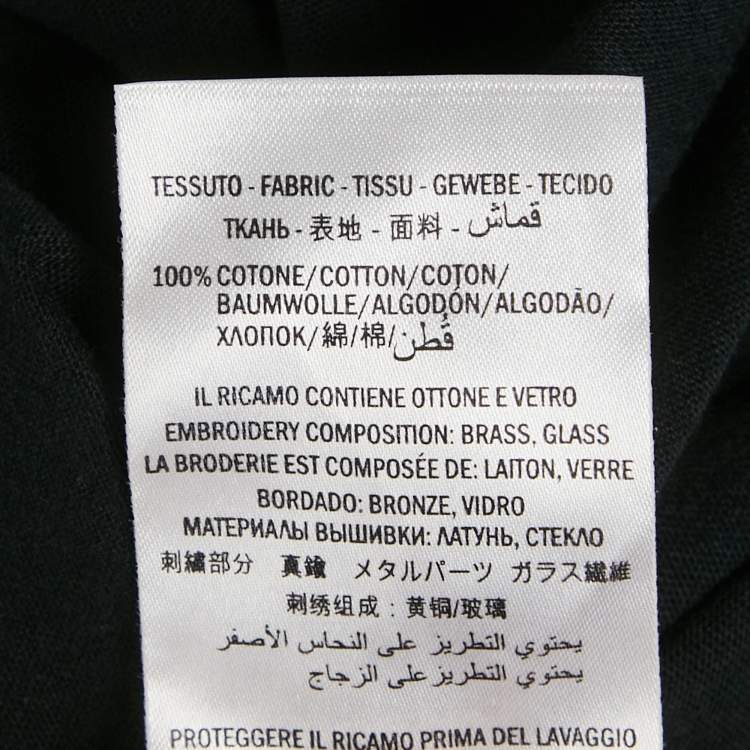 TESSUTO - FABRIC - TISSU - GEWEBE - TECIDO
ТКАНЬ - 表地 - 面料 - قماش
100% COTONE/COTTON/COTON/
BAUMWOLLE/ALGODÓN/ALGODÃO/
ХЛОПОК/綿/棉/قُطن
IL RICAMO CONTIENE OTTONE E VETRO
EMBROIDERY COMPOSITION: BRASS, GLASS
LA BRODERIE EST COMPOSÉE DE: LAITON, VERRE
BORDADO: BRONZE, VIDRO
МАТЕРИАЛЫ ВЫШИВКИ: ЛАТУНЬ, СТЕКЛО
刺繍部分 真鍮 メタルパーツ ガラス繊維
刺绣组成：黄铜/玻璃
يحتوي التطريز على النحاس الأصفر
يحتوي التطريز على الزجاج
PROTEGGERE IL RICAMO PRIMA DEL LAVAGGIO